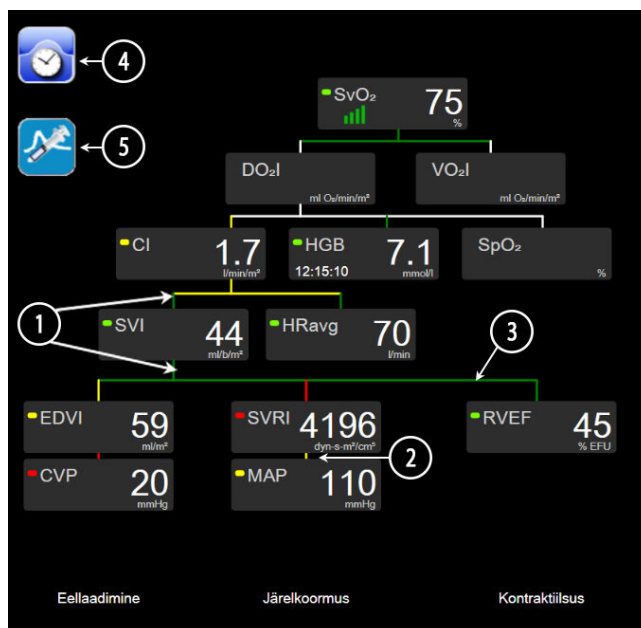 4
SvO₂ 75
%
5
DO₂I VO₂I
ml O₂/min/m² ml O₂/min/m²
CI 1.7 HGB 7.1 SpO₂
l/min/m² 12:15:10 mmol/l %
1
SVI 44 HRavg 70 3
ml/b/m² l/min
EDVI 59 SVRI 4196 RVEF 45
ml/m² dyn-s-m²/cm⁵ % EFU
2
CVP 20 MAP 110
mmHg mmHg
Eellaadimine Järelkoormus Kontraktiilsus